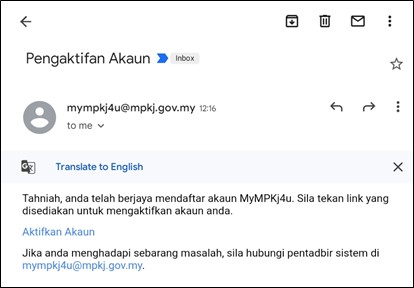 Pengaktifan Akaun
Inbox
mympkj4u@mpkj.gov.my 12:16
to me
Translate to English
Tahniah, anda telah berjaya mendaftar akaun MyMPKj4u. Sila tekan link yang
disediakan untuk mengaktifkan akaun anda.
Aktifkan Akaun
Jika anda menghadapi sebarang masalah, sila hubungi pentadbir sistem di
mympkj4u@mpkj.gov.my.